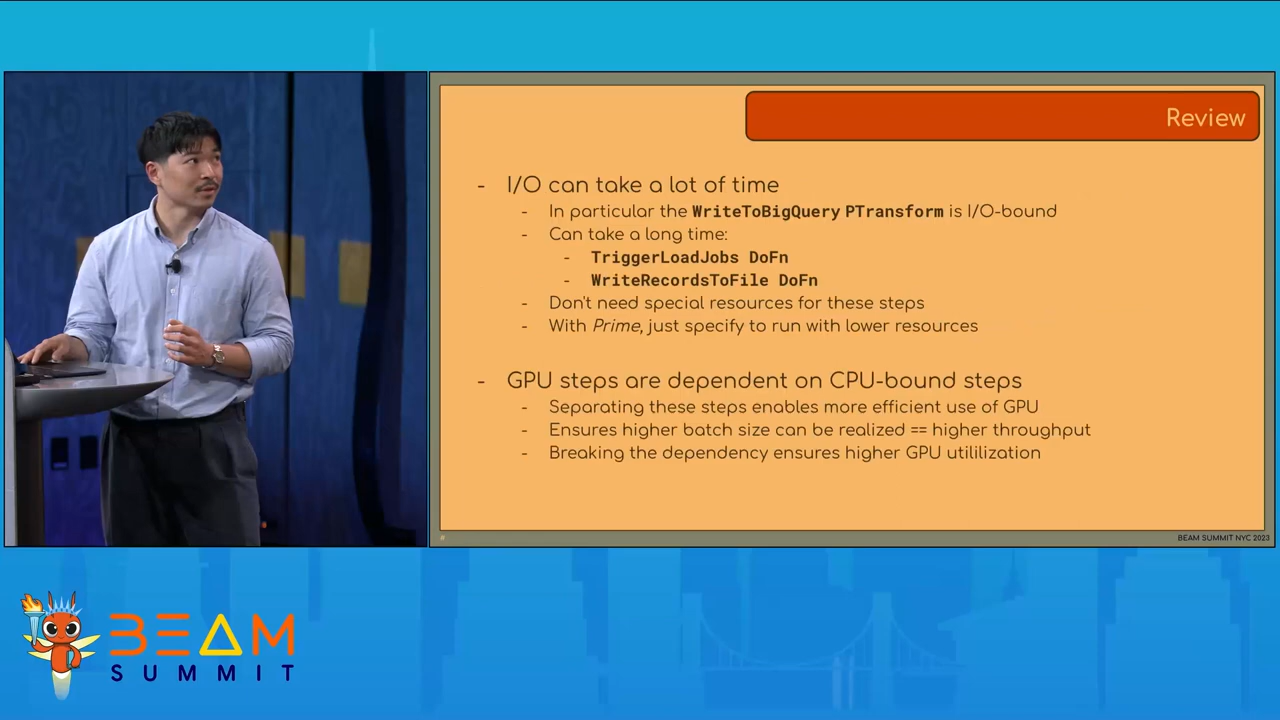 Review
- I/O can take a lot of time
- In particular the WriteToBigQuery PTransform is I/O-bound
- Can take a long time:
- TriggerLoadJobs DoFn
- WriteRecordsToFile DoFn
- Don't need special resources for these steps
- With Prime, just specify to run with lower resources
- GPU steps are dependent on CPU-bound steps
- Separating these steps enables more efficient use of GPU
- Ensures higher batch size can be realized == higher throughput
- Breaking the dependency ensures higher GPU utililization
#
BEAM SUMMIT NYC 2023
BEAM
SUMMIT